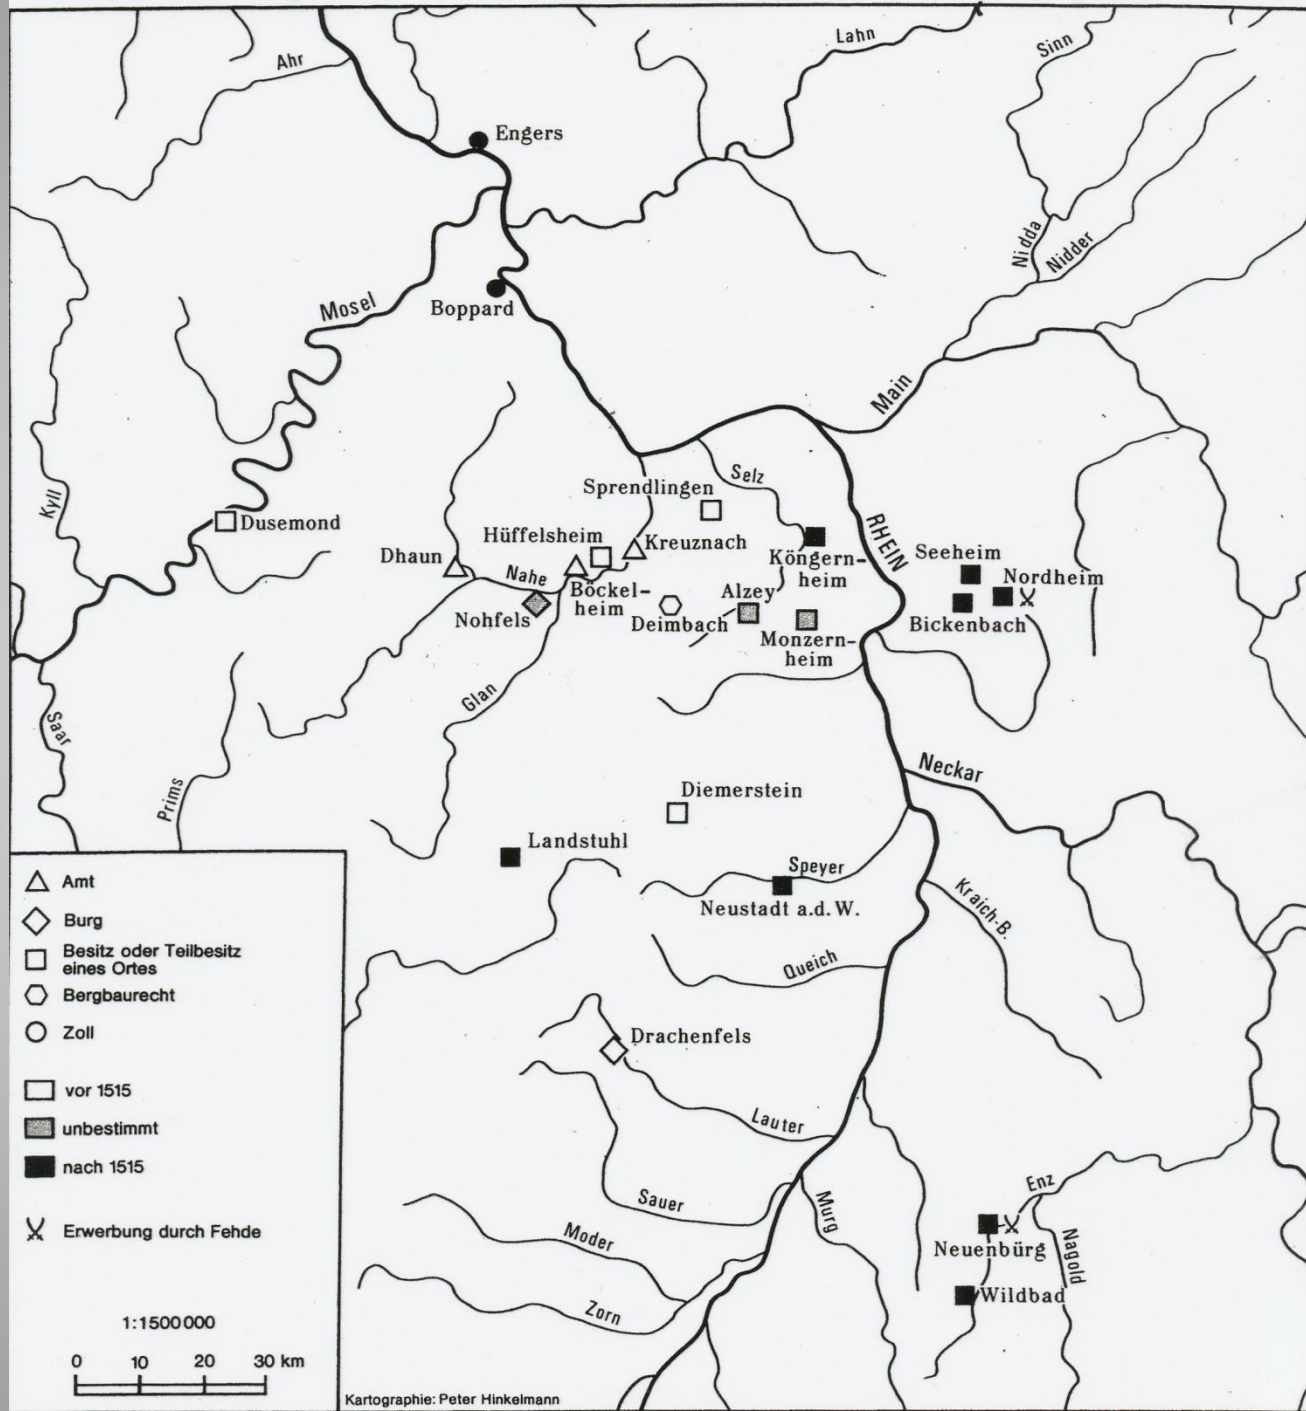 Ahr
Lahn
Sinn
Engers
Nidda
Nidder
Mosel
Boppard
Main
Kyll
Selz
Sprendlingen
Dusemond
RHEIN
Hüffelsheim
Kreuznach
Seeheim
Dhaun
Nahe
Köngern-
heim
Nordheim
Böckel-
heim
Alzey
Nohfels
Deimbach
Bickenbach
Monzern-
heim
Glan
Saar
Prims
Neckar
Diemerstein
Landstuhl
Speyer
Kraich-B.
Neustadt a.d.W.
Queich
Drachenfels
Lauter
Sauer
Murg
Enz
Moder
Neuenbürg
Nagold
Zorn
Wildbad
Amt
Burg
Besitz oder Teilbesitz
eines Ortes
Bergbaurecht
Zoll
vor 1515
unbestimmt
nach 1515
Erwerbung durch Fehde
1:1500000
0 10 20 30 km
Kartographie: Peter Hinkelmann